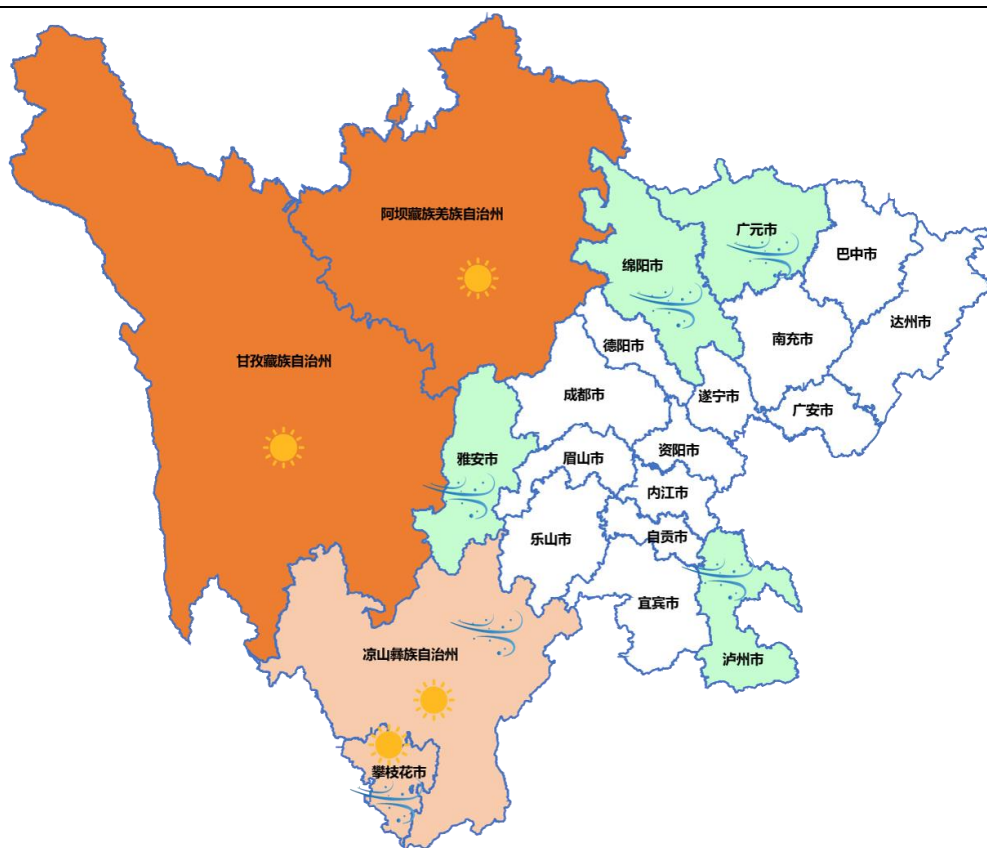 阿坝藏族羌族自治州
广元市
巴中市
绵阳市
达州市
南充市
德阳市
甘孜藏族自治州
成都市
遂宁市
广安市
资阳市
雅安市
眉山市
内江市
乐山市
自贡市
宜宾市
凉山彝族自治州
泸州市
攀枝花市